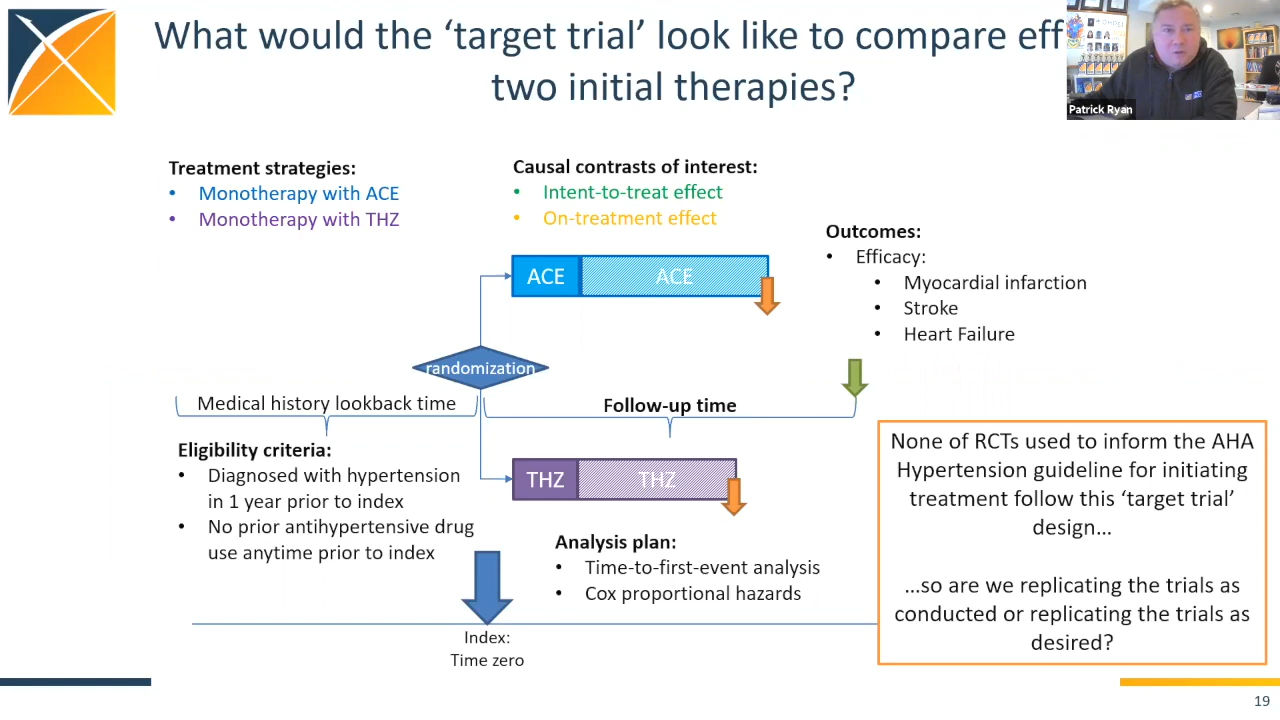 What would the ‘target trial’ look like to compare
two initial therapies?
Patrick Ryan
Treatment strategies:
• Monotherapy with ACE
• Monotherapy with THZ
Causal contrasts of interest:
• Intent-to-treat effect
• On-treatment effect
Outcomes:
• Efficacy:
• Myocardial infarction
• Stroke
• Heart Failure
ACE
ACE
randomization
Medical history lookback time
Follow-up time
Eligibility criteria:
• Diagnosed with hypertension
in 1 year prior to index
• No prior antihypertensive drug
use anytime prior to index
THZ
THZ
Analysis plan:
• Time-to-first-event analysis
• Cox proportional hazards
Index:
Time zero
None of RCTs used to inform the AHA
Hypertension guideline for initiating
treatment follow this ‘target trial’
design...
...so are we replicating the trials as
conducted or replicating the trials as
desired?
19